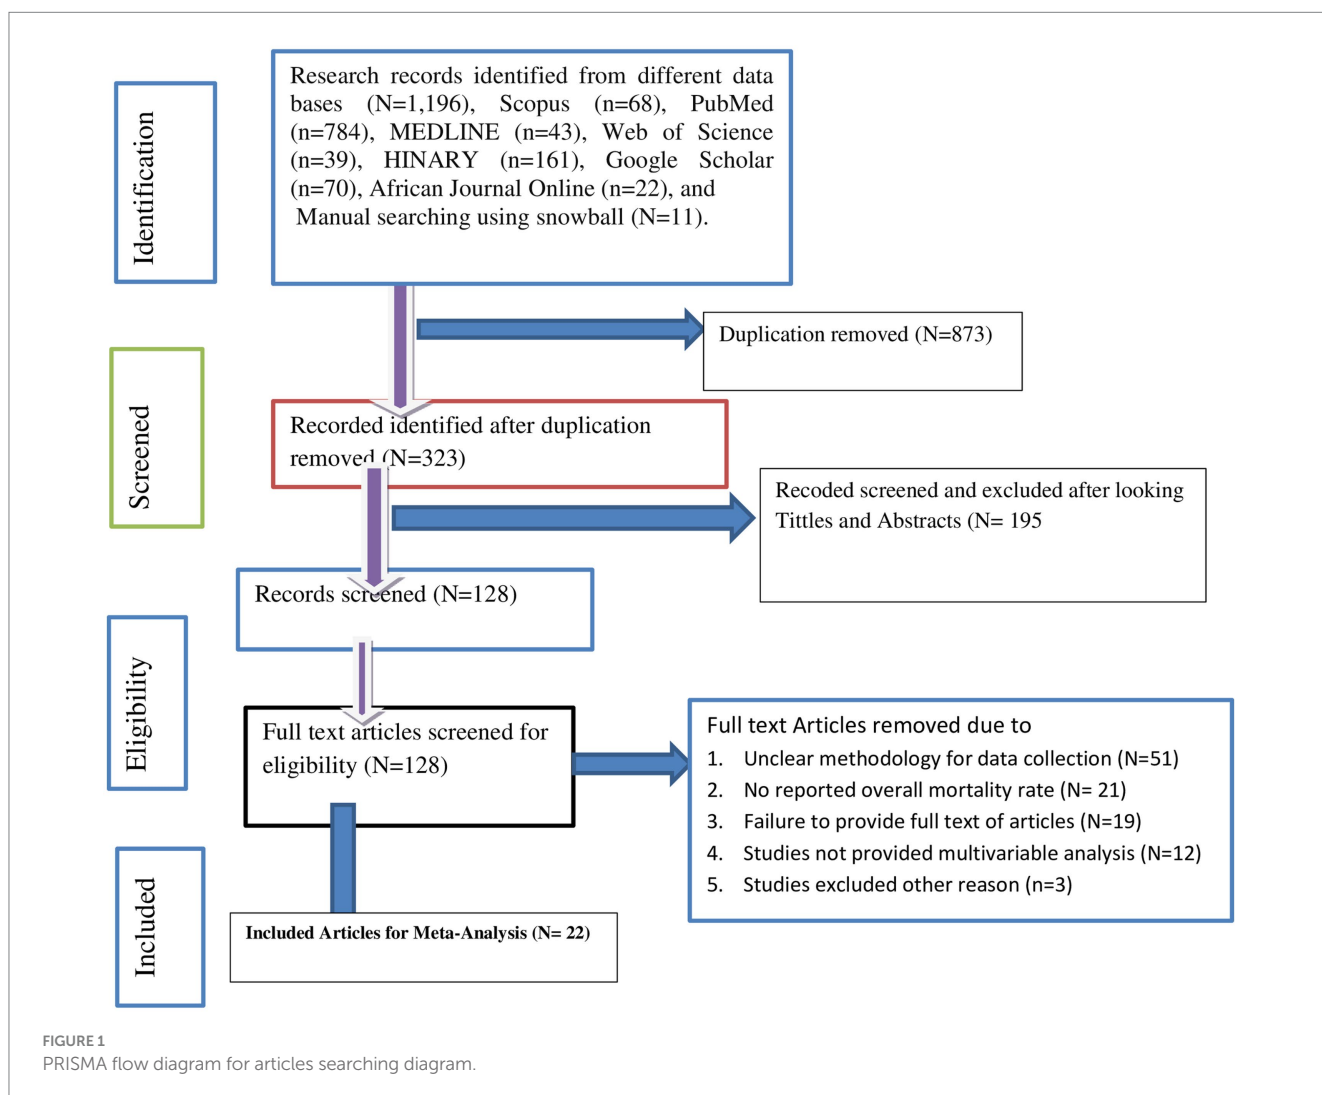 Identification
Research records identified from different data
bases (N=1,196), Scopus (n=68), PubMed
(n=784), MEDLINE (n=43), Web of Science
(n=39), HINARY (n=161), Google Scholar
(n=70), African Journal Online (n=22), and
Manual searching using snowball (N=11).
Duplication removed (N=873)
Screened
Recorded identified after duplication
removed (N=323)
Recoded screened and excluded after looking
Tittles and Abstracts (N= 195
Records screened (N=128)
Eligibility
Full text articles screened for
eligibility (N=128)
Full text Articles removed due to
1. Unclear methodology for data collection (N=51)
2. No reported overall mortality rate (N= 21)
3. Failure to provide full text of articles (N=19)
4. Studies not provided multivariable analysis (N=12)
5. Studies excluded other reason (n=3)
Included
Included Articles for Meta-Analysis (N= 22)
FIGURE 1
PRISMA flow diagram for articles searching diagram.